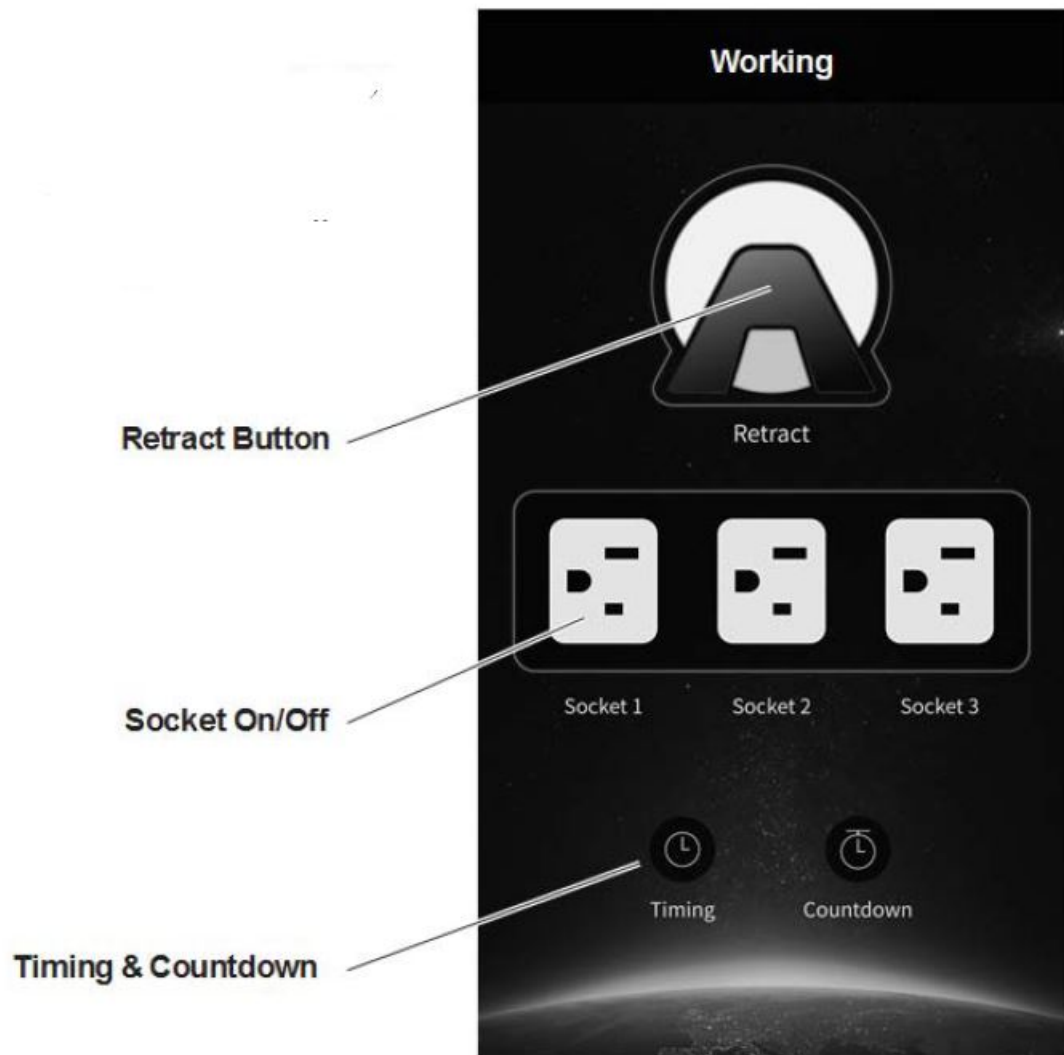 Working
Retract Button
Retract
Socket On/Off
Socket 1 Socket 2 Socket 3
Timing Countdown
Timing & Countdown